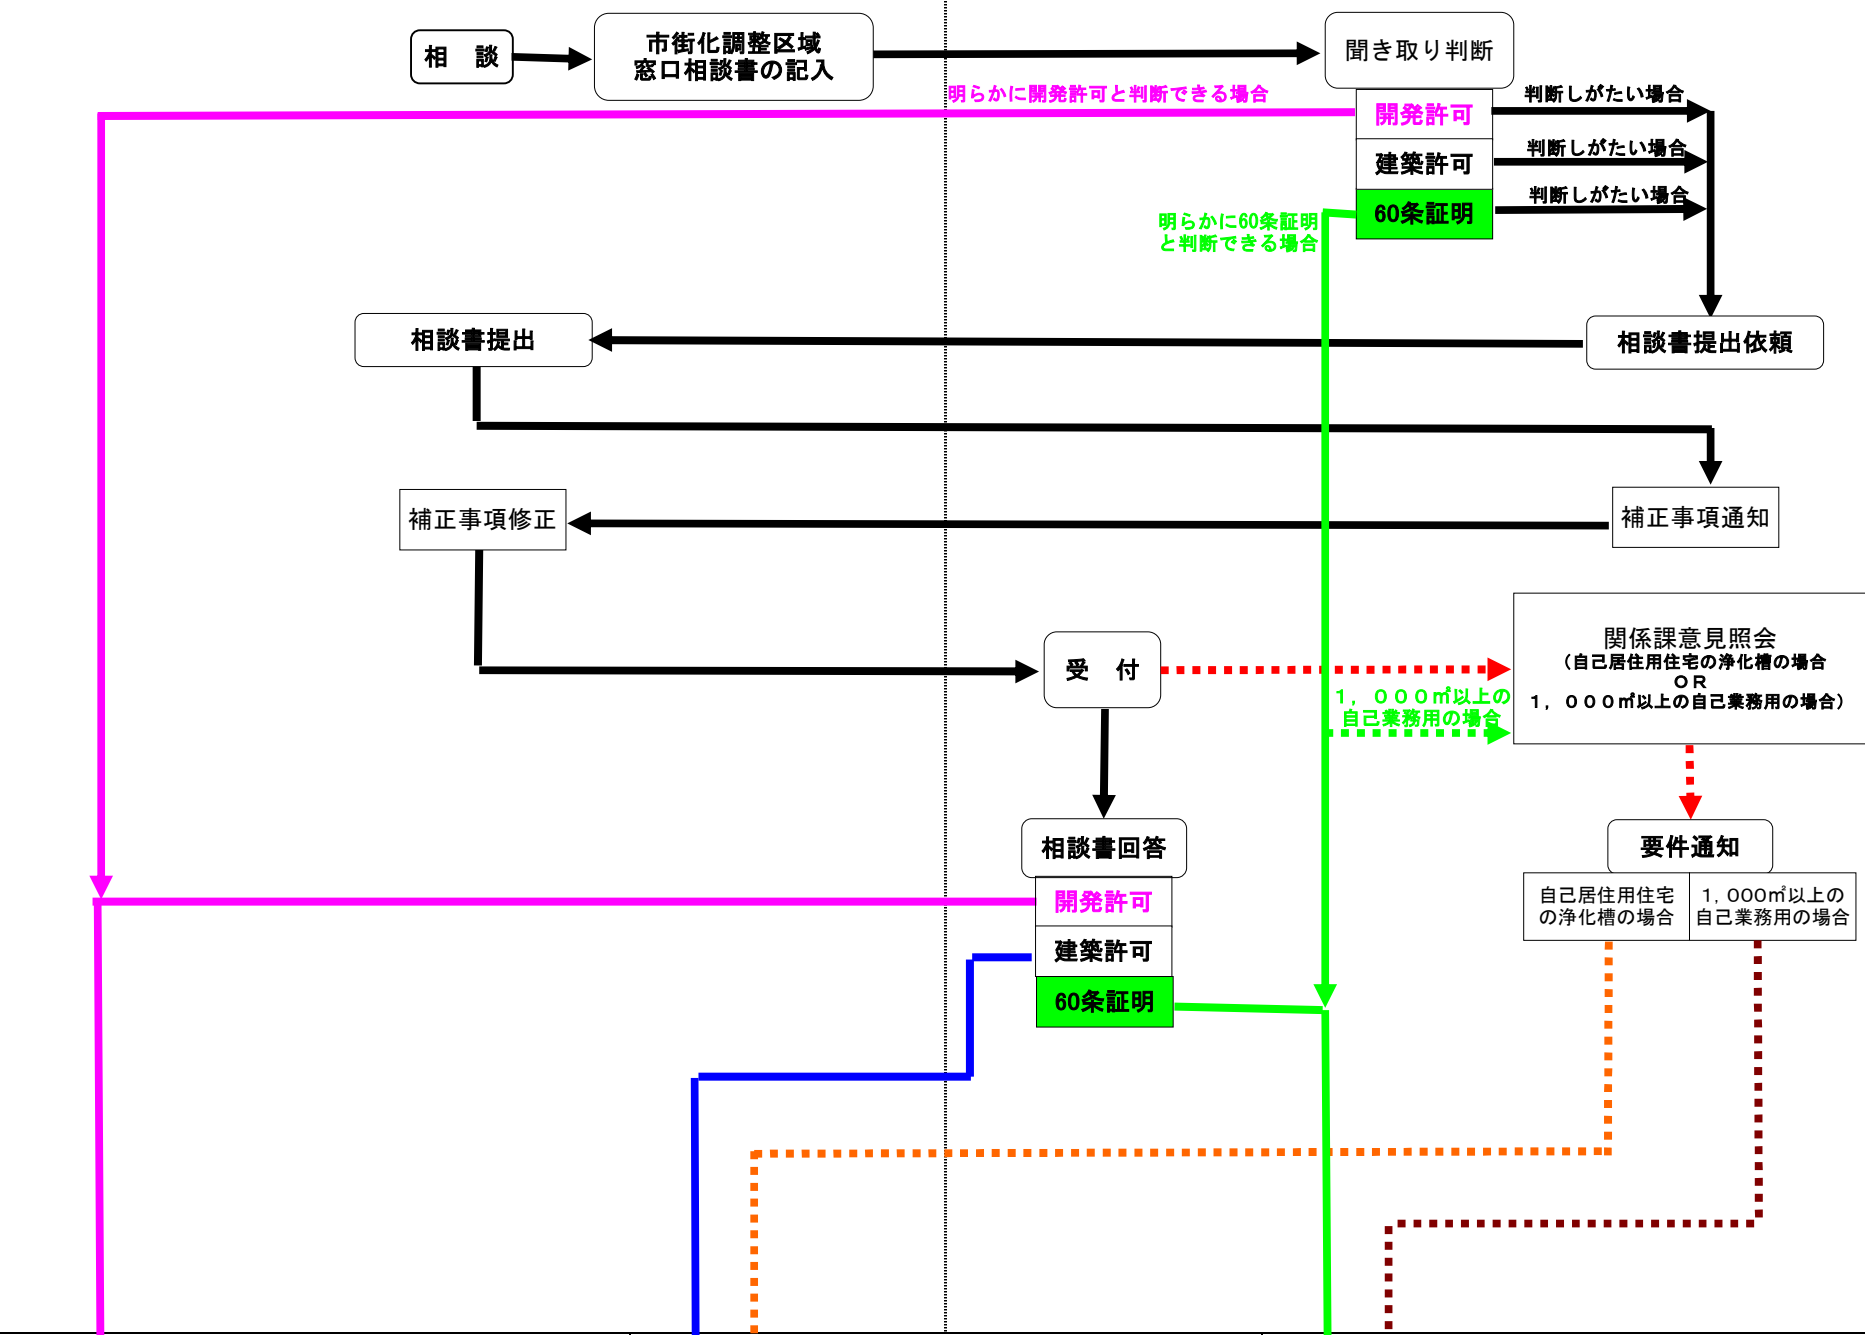 相　談
市街化調整区域
窓口相談書の記入
聞き取り判断
明らかに開発許可と判断できる場合
開発許可
判断しがたい場合
建築許可
判断しがたい場合
60条証明
判断しがたい場合
明らかに60条証明
と判断できる場合
相談書提出
相談書提出依頼
補正事項修正
補正事項通知
受　付
関係課意見照会
（自己居住用住宅の浄化槽の場合
ＯＲ
１，０００㎡以上の自己業務用の場合）
１，０００㎡以上の
自己業務用の場合
相談書回答
開発許可
建築許可
60条証明
要件通知
自己居住用住宅
の浄化槽の場合
１,０００㎡以上の
自己業務用の場合